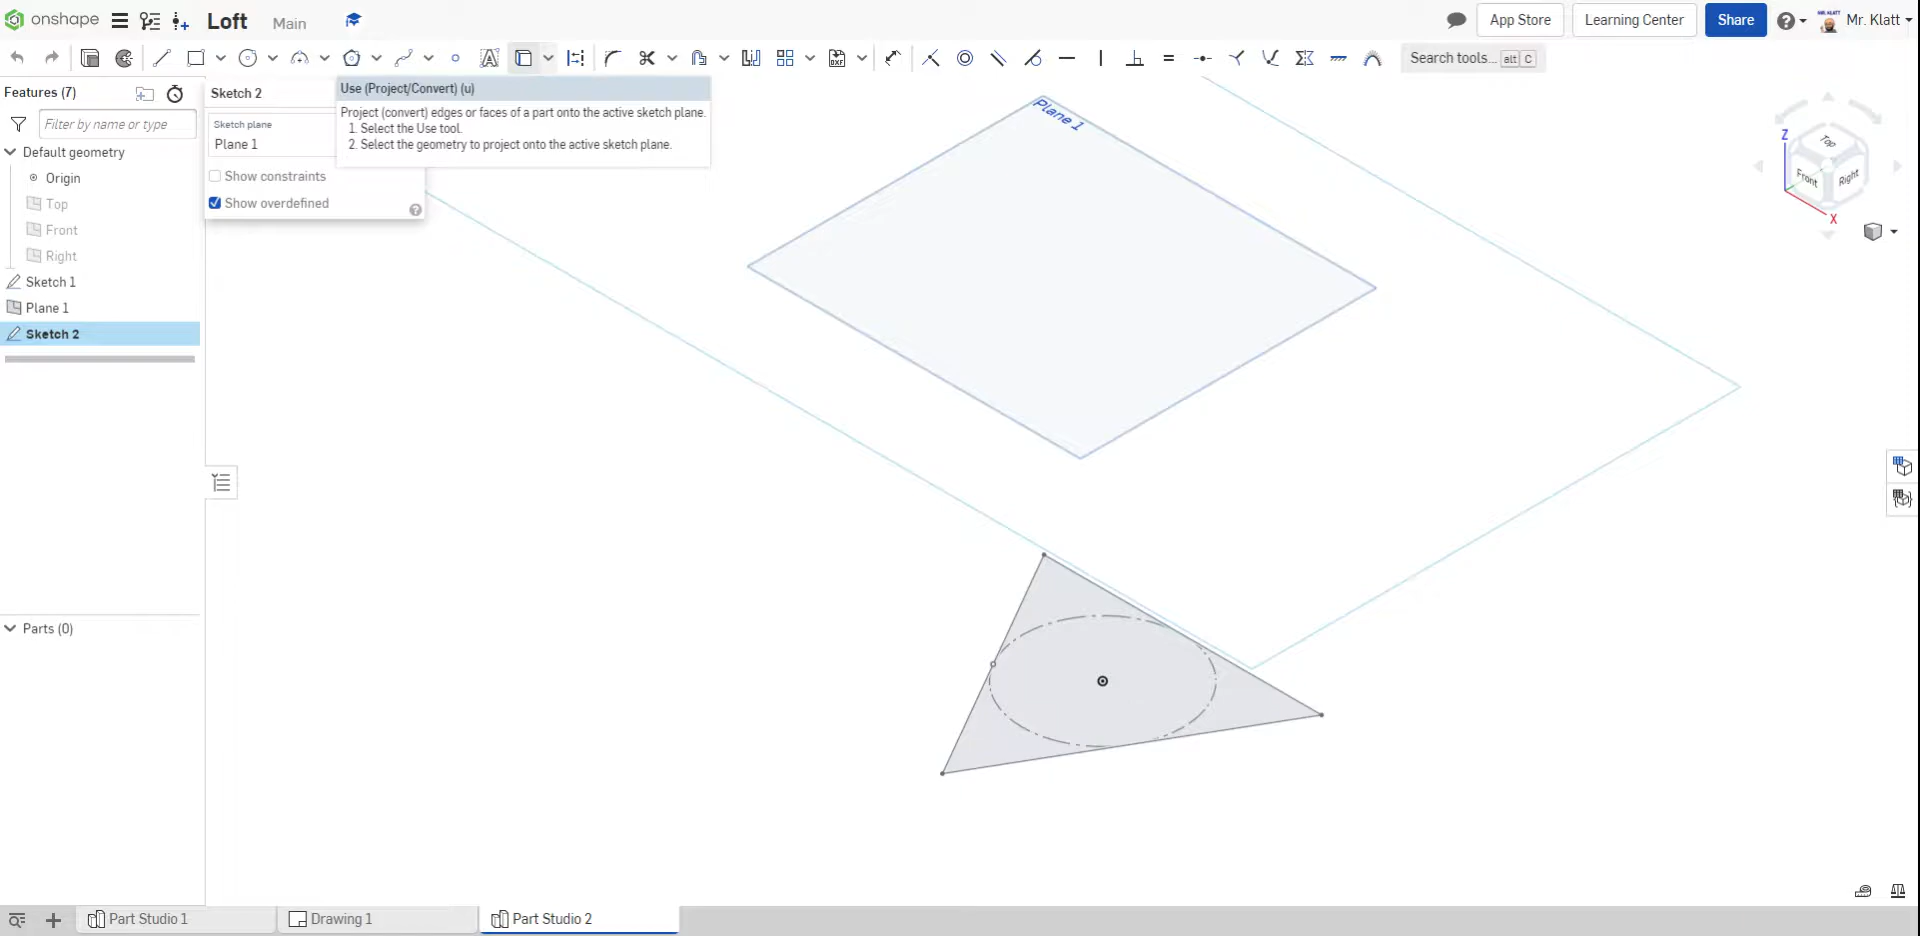 onshape
Loft
Main
App Store
Learning Center
Share
Mr. Klatt
Search tools... alt C
Features (7)
Filter by name or type
Default geometry
Origin
Top
Front
Right
Sketch 1
Plane 1
Sketch 2
Parts (0)
Sketch 2
Sketch plane
Plane 1
Show constraints
Show overdefined
Use (Project/Convert) (u)
Project (convert) edges or faces of a part onto the active sketch plane.
1. Select the Use tool.
2. Select the geometry to project onto the active sketch plane.
Plane 1
Z
Top
Front
Right
X
Part Studio 1
Drawing 1
Part Studio 2